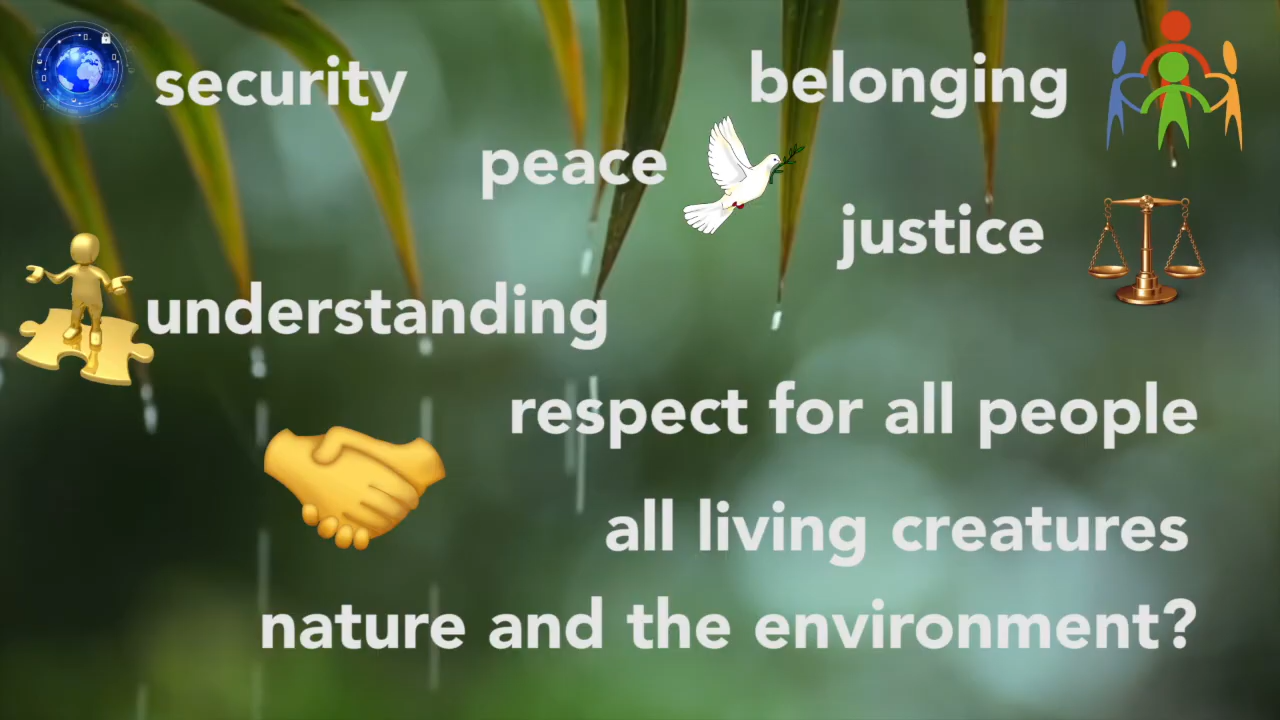 security
belonging
peace
justice
understanding
respect for all people
all living creatures
nature and the environment?